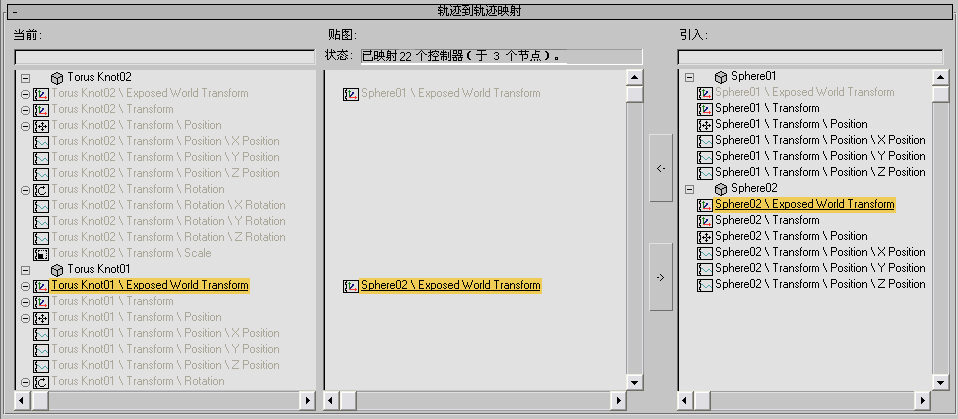 轨迹到轨迹映射
当前:
贴图:
状态: 已映射 22 个控制器 ( 于 3 个节点 ) 。
引入:
Torus Knot02
Torus Knot02 \ Exposed World Transform
Torus Knot02 \ Transform
Torus Knot02 \ Transform \ Position
Torus Knot02 \ Transform \ Position \ X Position
Torus Knot02 \ Transform \ Position \ Y Position
Torus Knot02 \ Transform \ Position \ Z Position
Torus Knot02 \ Transform \ Rotation
Torus Knot02 \ Transform \ Rotation \ X Rotation
Torus Knot02 \ Transform \ Rotation \ Y Rotation
Torus Knot02 \ Transform \ Rotation \ Z Rotation
Torus Knot02 \ Transform \ Scale
Torus Knot01
Torus Knot01 \ Exposed World Transform
Torus Knot01 \ Transform
Torus Knot01 \ Transform \ Position
Torus Knot01 \ Transform \ Position \ X Position
Torus Knot01 \ Transform \ Position \ Y Position
Torus Knot01 \ Transform \ Position \ Z Position
Torus Knot01 \ Transform \ Rotation
Sphere01 \ Exposed World Transform
Sphere02 \ Exposed World Transform
<-
->
Sphere01
Sphere01 \ Exposed World Transform
Sphere01 \ Transform
Sphere01 \ Transform \ Position
Sphere01 \ Transform \ Position \ X Position
Sphere01 \ Transform \ Position \ Y Position
Sphere01 \ Transform \ Position \ Z Position
Sphere02
Sphere02 \ Exposed World Transform
Sphere02 \ Transform
Sphere02 \ Transform \ Position
Sphere02 \ Transform \ Position \ X Position
Sphere02 \ Transform \ Position \ Y Position
Sphere02 \ Transform \ Position \ Z Position